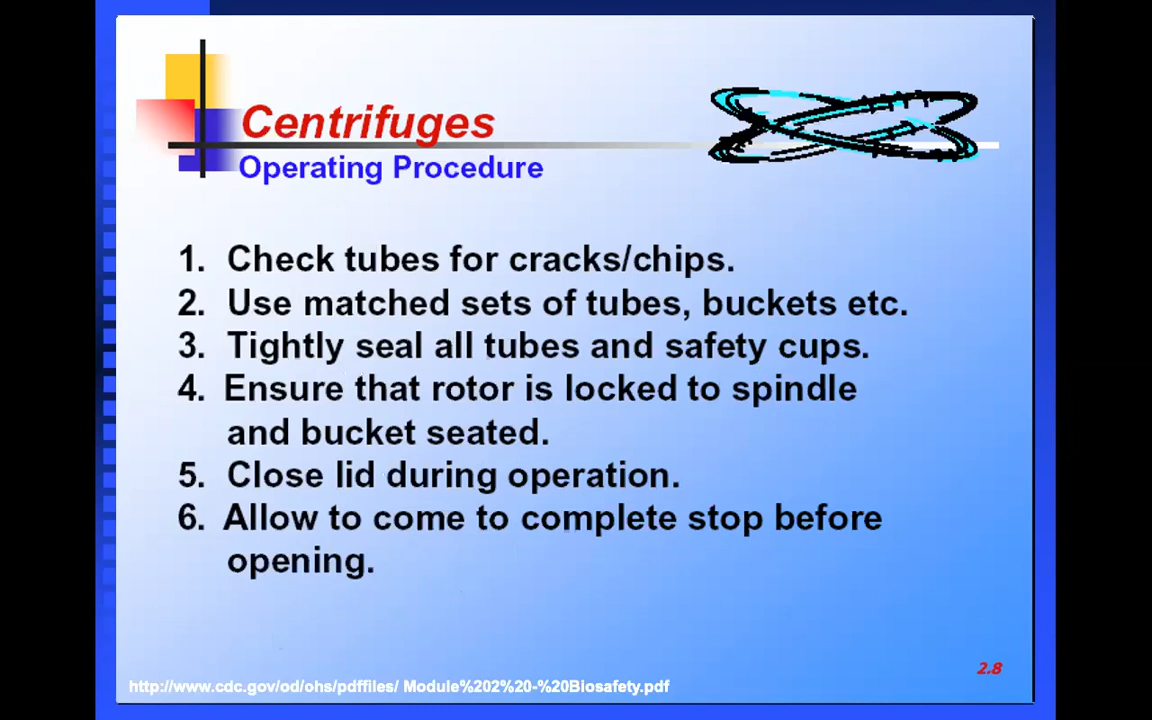 Centrifuges
Operating Procedure
1. Check tubes for cracks/chips.
2. Use matched sets of tubes, buckets etc.
3. Tightly seal all tubes and safety cups.
4. Ensure that rotor is locked to spindle
and bucket seated.
5. Close lid during operation.
6. Allow to come to complete stop before
opening.
2.8
http://www.cdc.gov/od/ohs/pdffiles/ Module%202%20-%20Biosafety.pdf